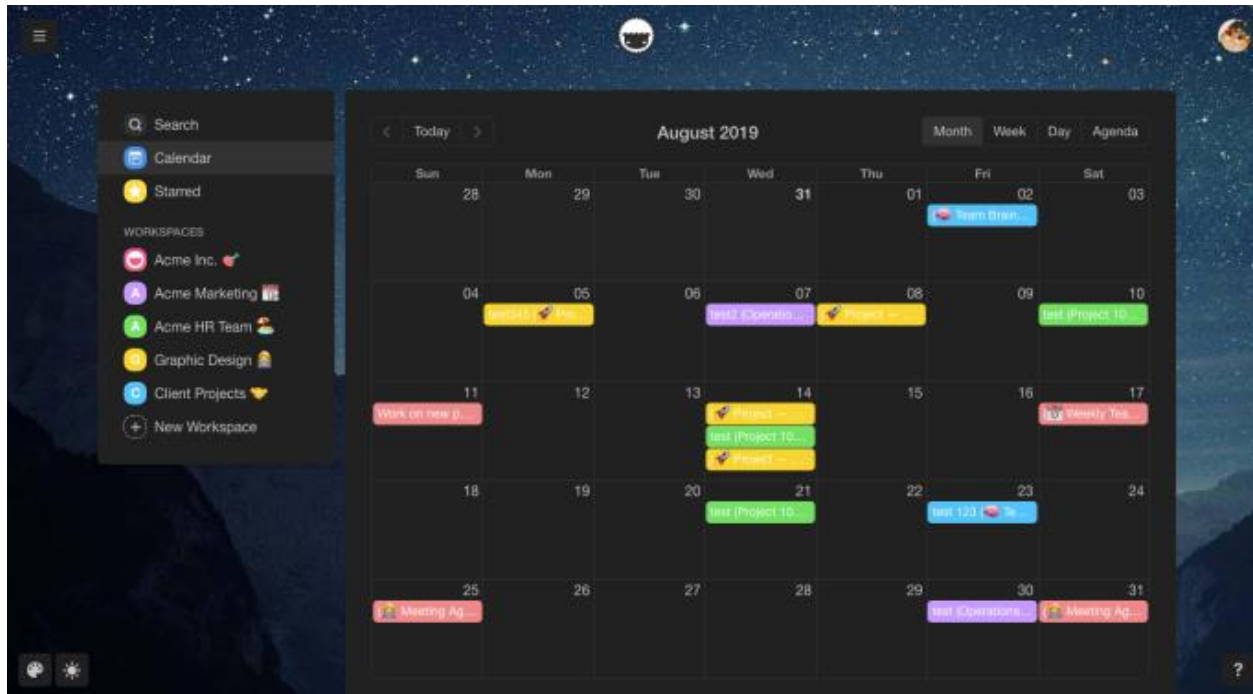 Search
Calendar
Starred
WORKSPACES
Acme Inc.
A Acme Marketing
A Acme HR Team
G Graphic Design
C Client Projects
+ New Workspace
< Today >
August 2019
Month Week Day Agenda
Sun Mon Tue Wed Thu Fri Sat
28 29 30 31 01 02 03
Team Brain...
04 05 06 07 08 09 10
test2 (Operatio... Project — test (Project 10...
11 12 13 14 15 16 17
Work on new p... Project — Weekly Tea...
test (Project 10...
Project —
18 19 20 21 22 23 24
test (Project 10... test 123 ( Te...
25 26 27 28 29 30 31
( Meeting Ag... test (Operations... ( Meeting Ag...
?